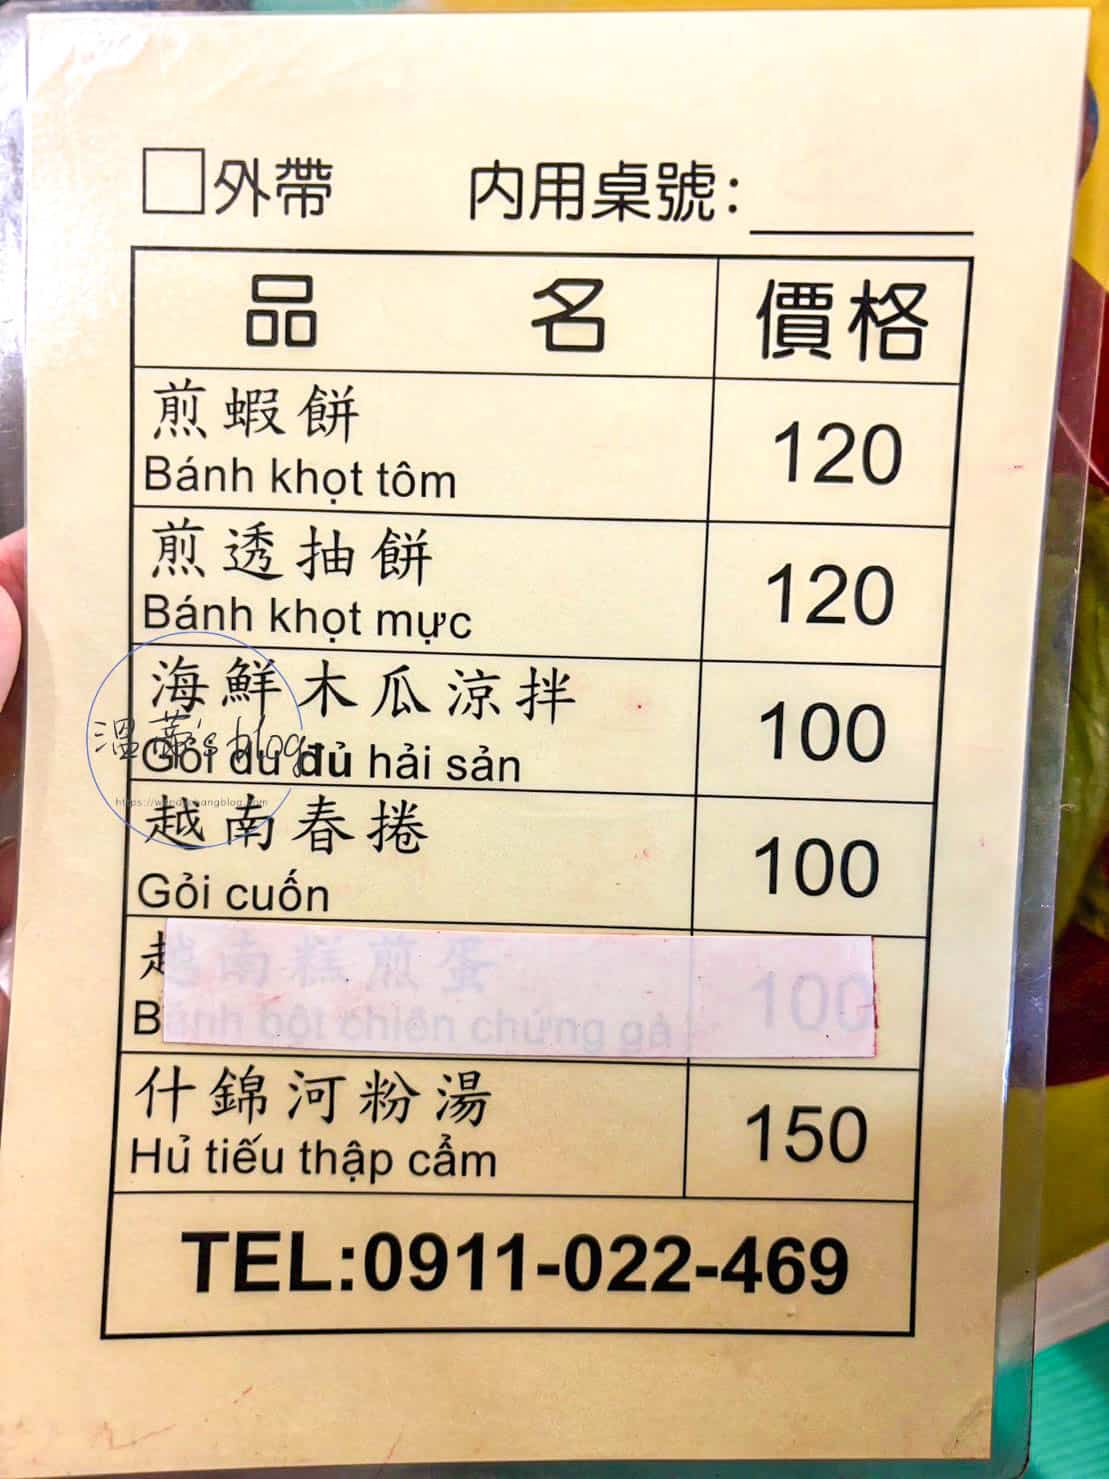 □外帶 內用桌號:
品名 價格
煎蝦餅
Bánh khọt tôm 120
煎透抽餅
Bánh khọt mực 120
海鮮木瓜涼拌
Gỏi đu đủ hải sản 100
越南春捲
Gỏi cuốn 100
越南糕煎蛋
Bánh bột chiên chứng gà 100
什錦河粉湯
Hủ tiếu thập cẩm 150
TEL:0911-022-469
's blog